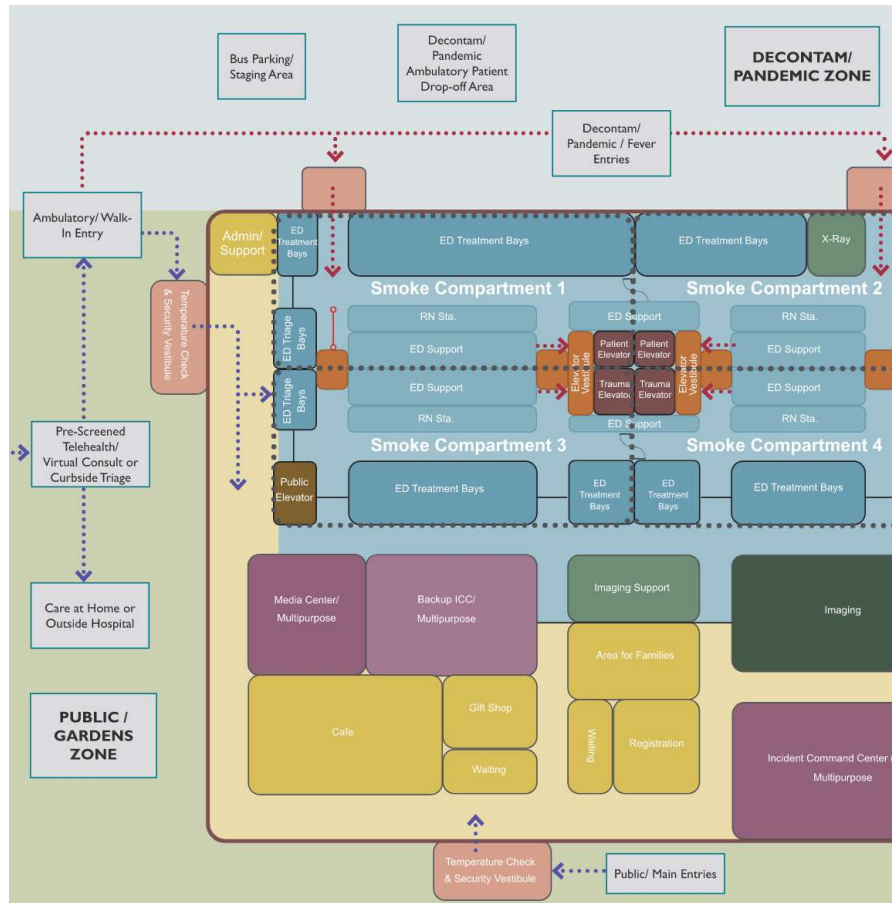 Bus Parking/
Staging Area
Decontam/
Pandemic
Ambulatory Patient
Drop-off Area
DECONTAM/
PANDEMIC ZONE
Decontam/
Pandemic / Fever
Entries
Ambulatory/ Walk-
In Entry
Admin/
Support
ED
Treatment
Bays
ED Treatment Bays
ED Treatment Bays
X-Ray
Temperature Check
& Security Vestibule
Smoke Compartment 1
Smoke Compartment 2
ED Triage
Bays
RN Sta.
ED Support
RN Sta.
ED Support
Elevator
Vestibule
Patient
Elevator
Patient
Elevator
Elevator
Vestibule
ED Support
ED Triage
Bays
ED Support
Trauma
Elevator
Trauma
Elevator
ED Support
RN Sta.
ED Support
RN Sta.
Smoke Compartment 3
Smoke Compartment 4
Pre-Screened
Telehealth/
Virtual Consult or
Curbside Triage
Public
Elevator
ED Treatment Bays
ED
Treatment
Bays
ED
Treatment
Bays
ED Treatment Bays
Care at Home or
Outside Hospital
Media Center/
Multipurpose
Backup ICC/
Multipurpose
Imaging Support
Imaging
Area for Families
PUBLIC /
GARDENS
ZONE
Cafe
Gift Shop
Waiting
Waiting
Registration
Incident Command Center
Multipurpose
Temperature Check
& Security Vestibule
Public/ Main Entries